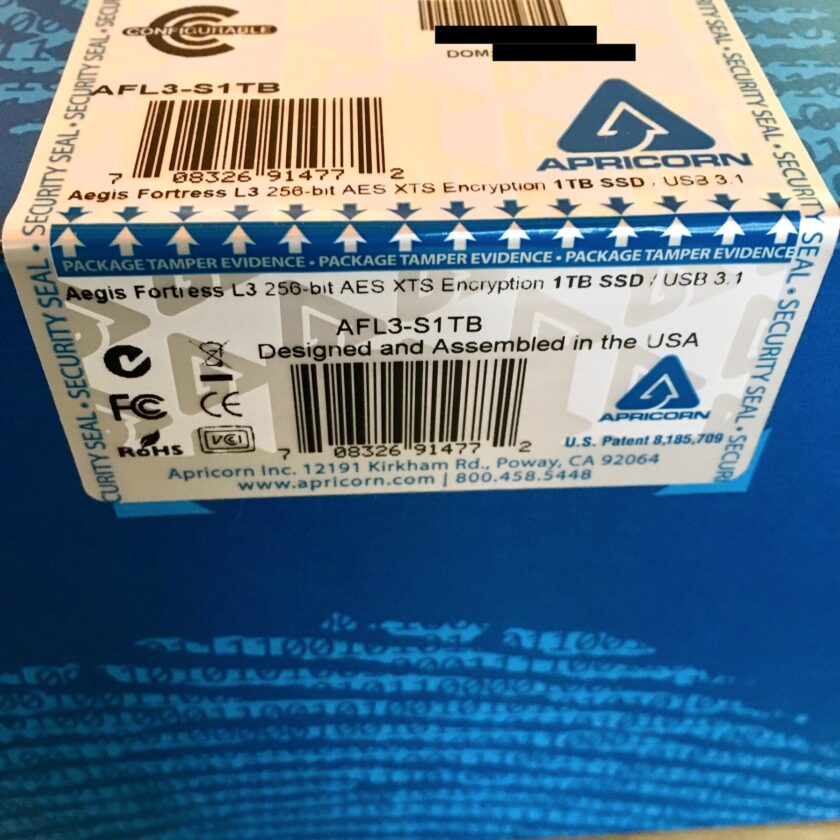 CONFIGURABLE
DOM:
AFL3-S1TB
7 08326 91477 2
APRICORN
Aegis Fortress L3 256-bit AES XTS Encryption 1TB SSD / USB 3.1
PACKAGE TAMPER EVIDENCE • PACKAGE TAMPER EVIDENCE • PACKAGE TAMPER EVIDENCE
Aegis Fortress L3 256-bit AES XTS Encryption 1TB SSD / USB 3.1
AFL3-S1TB
Designed and Assembled in the USA
FC CE
RoHS VCI
7 08326 91477 2
APRICORN
U.S. Patent 8,185,709
Apricorn Inc. 12191 Kirkham Rd., Poway, CA 92064
www.apricorn.com | 800.458.5448
SECURITY SEAL • SECURITY SEAL • SECURITY SEAL • SECURITY SEAL
SECURITY SEAL • SECURITY SEAL • SECURITY SEAL